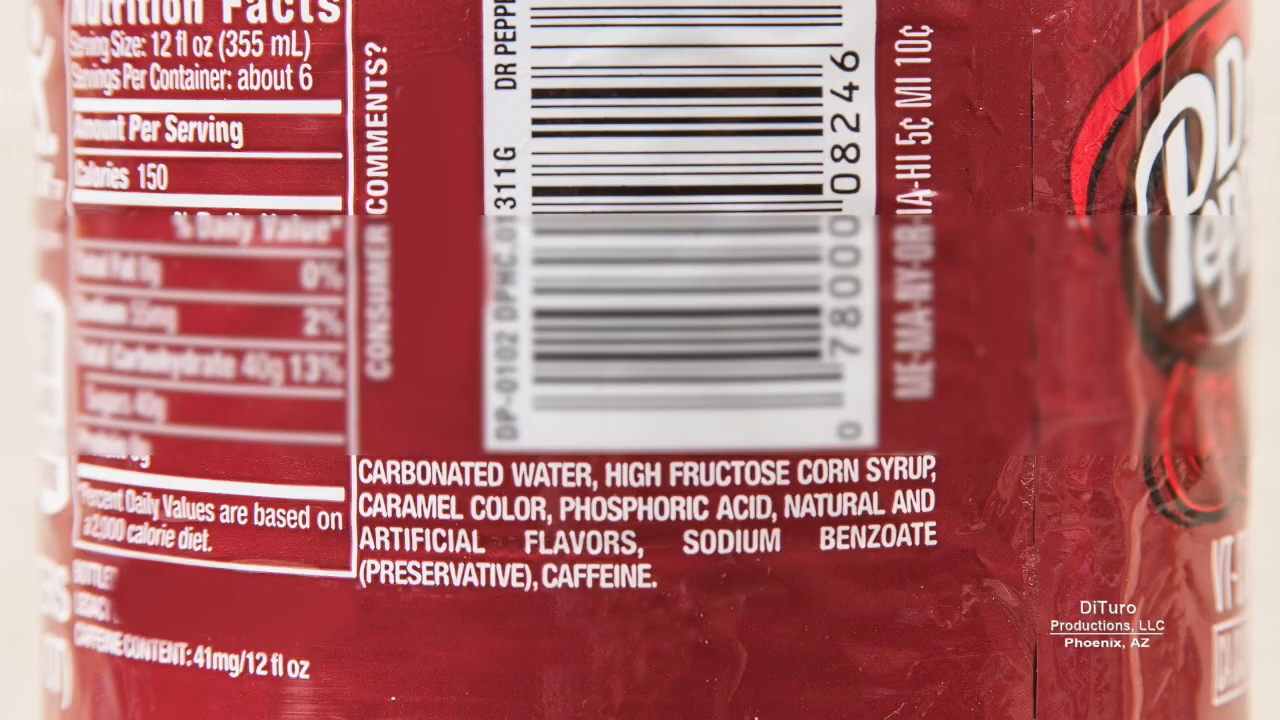 Nutrition Facts
Serving Size: 12 fl oz (355 mL)
Servings Per Container: about 6
Amount Per Serving
Calories 150
% Daily Value*
Total Fat 0g 0%
Sodium 55mg 2%
Total Carbohydrate 40g 13%
Sugars 40g
Protein 0g
*Percent Daily Values are based on
a 2,000 calorie diet.
CAFFEINE CONTENT: 41mg/12 fl oz
CONSUMER COMMENTS?
DP-0102 DPHC.01311G DR PEPPE
0 78000 08246
ME-MA-NY-OR-IA-HI 5¢ MI 10¢
CARBONATED WATER, HIGH FRUCTOSE CORN SYRUP,
CARAMEL COLOR, PHOSPHORIC ACID, NATURAL AND
ARTIFICIAL FLAVORS, SODIUM BENZOATE
(PRESERVATIVE), CAFFEINE.
DiTuro
Productions, LLC
Phoenix, AZ